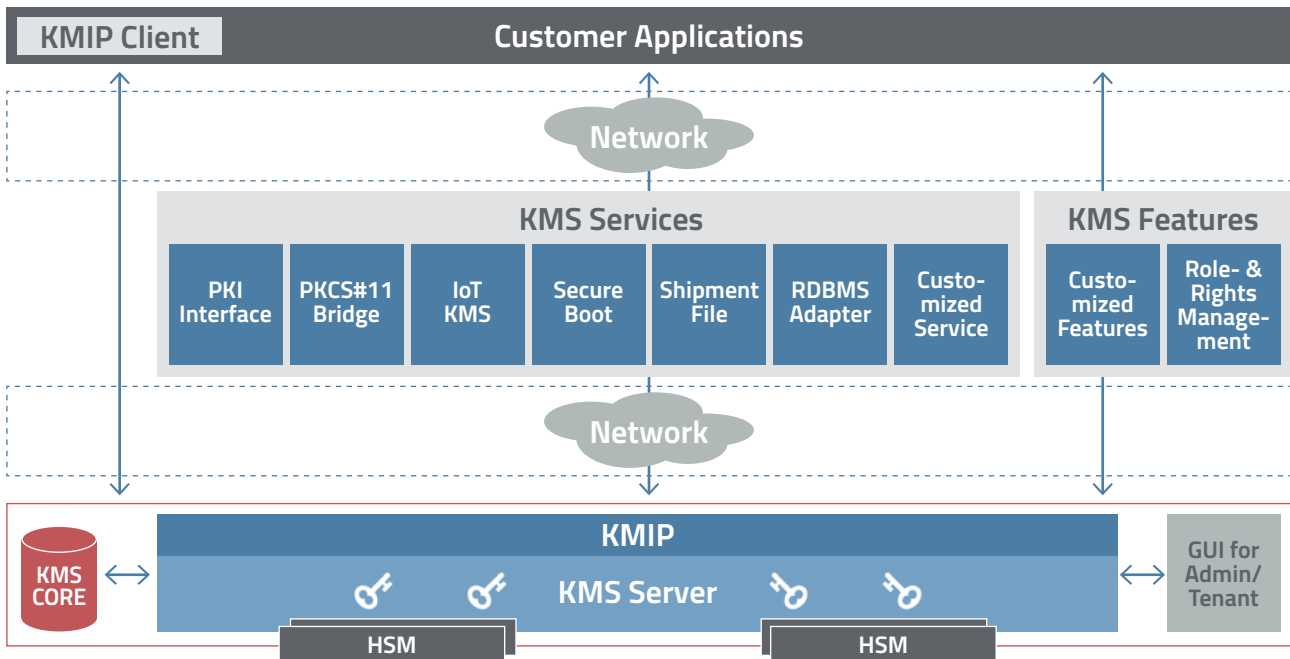 KMIP Client
Customer Applications
Network
KMS Services
PKI
Interface
PKCS#11
Bridge
IoT
KMS
Secure
Boot
Shipment
File
RDBMS
Adapter
Custo-
mized
Service
KMS Features
Custo-
mized
Features
Role- &
Rights
Manage-
ment
Network
KMS
CORE
KMIP
KMS Server
HSM
HSM
GUI for
Admin/
Tenant